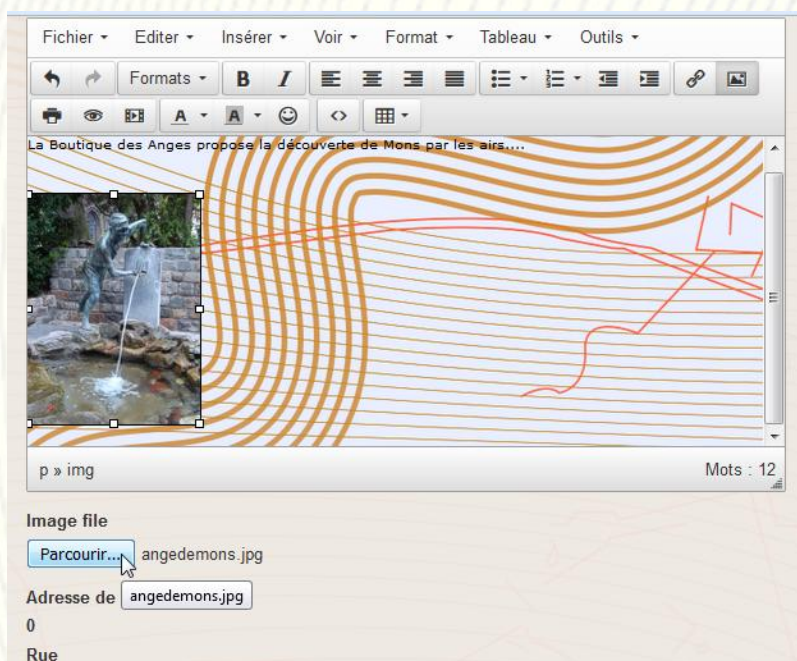 Fichier Editer Insérer Voir Format Tableau Outils
Formats B I
A A
La Boutique des Anges propose la découverte de Mons par les airs....
p » img Mots : 12
Image file
Parcourir... angedemons.jpg
Adresse de angedemons.jpg
0
Rue